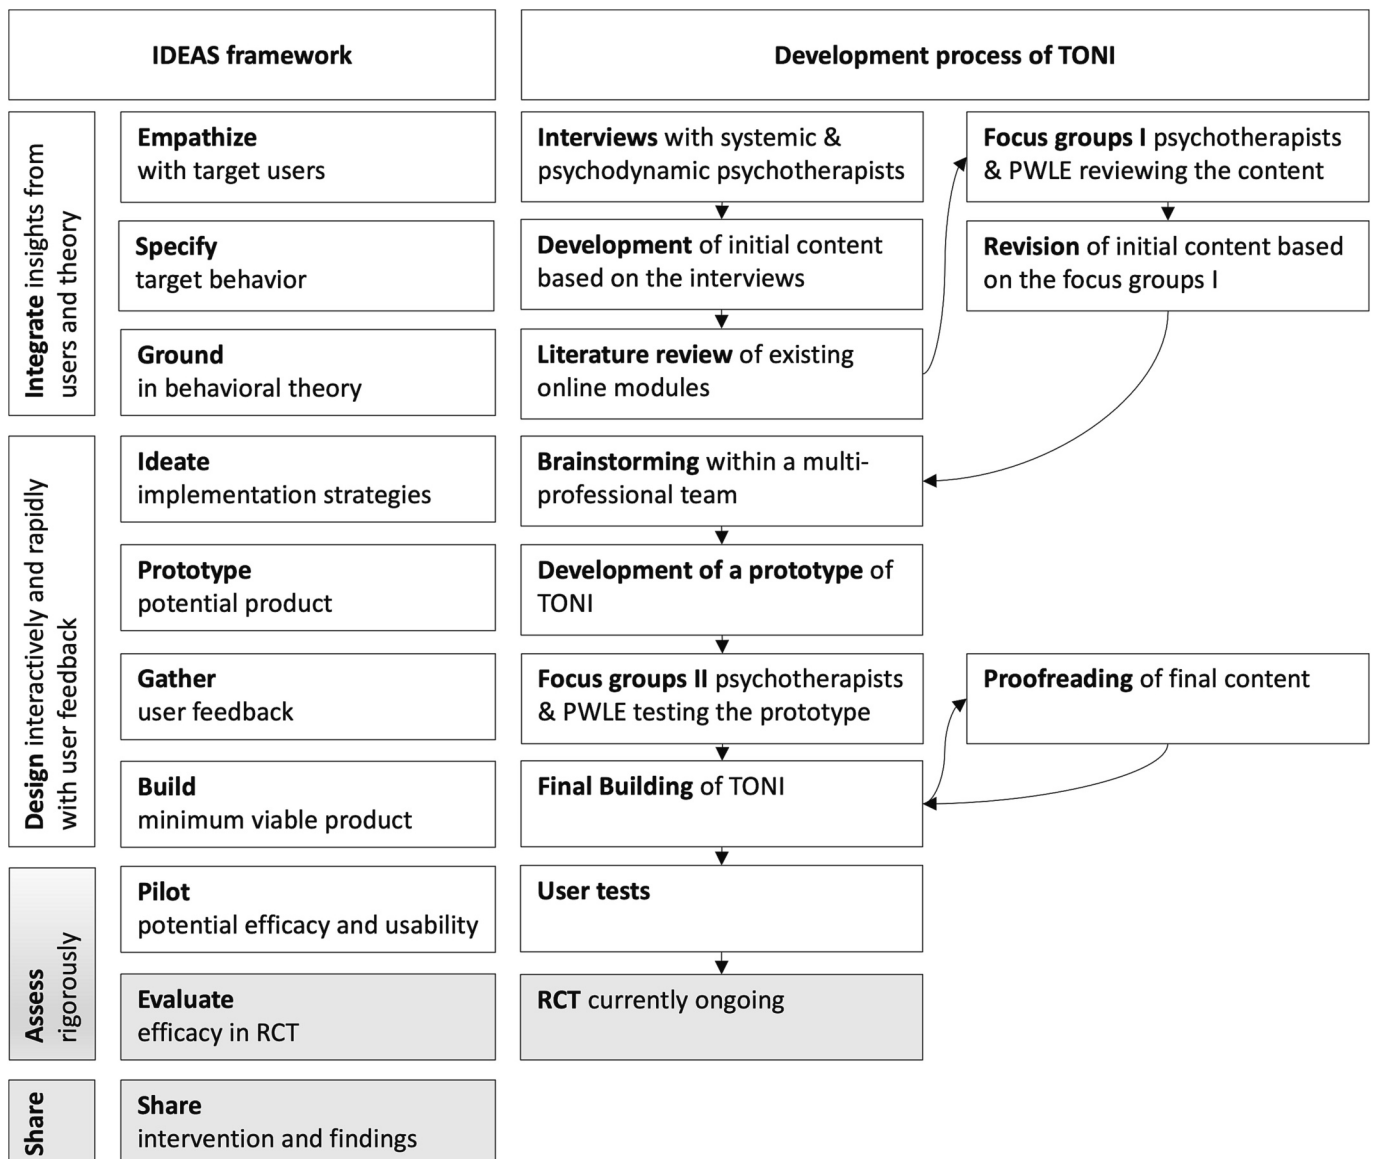 IDEAS framework
Development process of TONI
Integrate insights from
users and theory
Empathize
with target users
Interviews with systemic &
psychodynamic psychotherapists
Focus groups I psychotherapists
& PWLE reviewing the content
Specify
target behavior
Development of initial content
based on the interviews
Revision of initial content based
on the focus groups I
Ground
in behavioral theory
Literature review of existing
online modules
Design interactively and rapidly
with user feedback
Ideate
implementation strategies
Brainstorming within a multi-
professional team
Prototype
potential product
Development of a prototype of
TONI
Gather
user feedback
Focus groups II psychotherapists
& PWLE testing the prototype
Proofreading of final content
Build
minimum viable product
Final Building of TONI
Assess
rigorously
Pilot
potential efficacy and usability
User tests
Evaluate
efficacy in RCT
RCT currently ongoing
Share
Share
intervention and findings